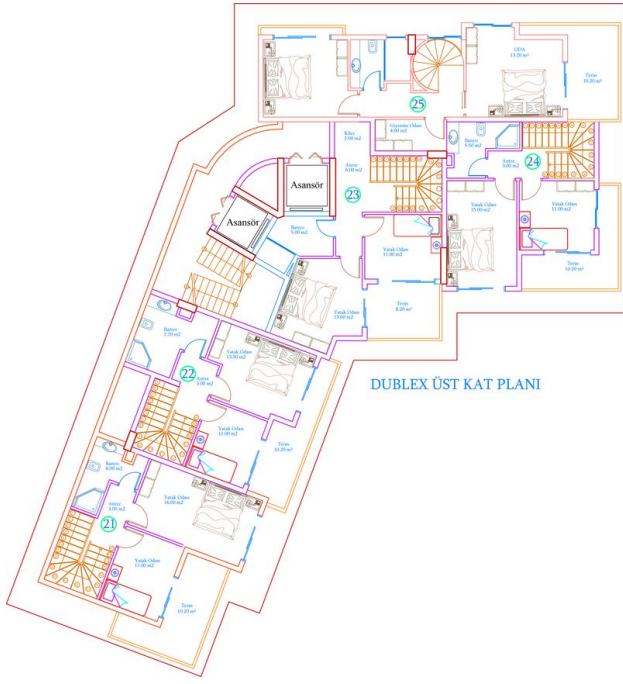 ODA
13.20 m²
Teras
10.20 m²
25
Giyinme Odası
4.00 m2
Kiler
2.00 m2
Banyo
5.50 m2
Antre
6.00 m2
Antre
5.00 m2
24
Asansör
23
Yatak Odası
15.00 m2
Yatak Odası
11.00 m2
Asansör
Banyo
5.00 m2
Yatak Odası
11.00 m2
Teras
10.20 m²
Yatak Odası
13.00 m2
Teras
8.20 m²
Banyo
7.20 m2
Yatak Odası
13.50 m2
22
Antre
5.00 m2
DUBLEX ÜST KAT PLANI
Yatak Odası
11.00 m2
Teras
10.20 m²
Banyo
6.00 m2
Yatak Odası
16.00 m2
Antre
3.00 m2
21
Yatak Odası
11.00 m2
Teras
10.20 m²